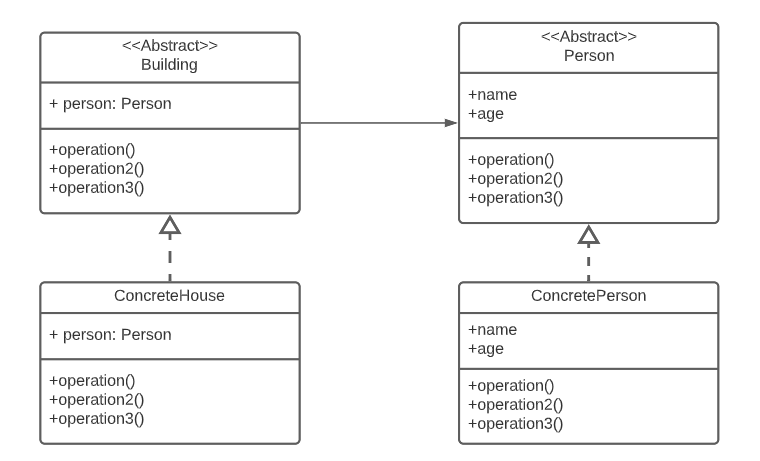 <<Abstract>>
Building
+ person: Person
+operation()
+operation2()
+operation3()
<<Abstract>>
Person
+name
+age
+operation()
+operation2()
+operation3()
ConcreteHouse
+ person: Person
+operation()
+operation2()
+operation3()
ConcretePerson
+name
+age
+operation()
+operation2()
+operation3()